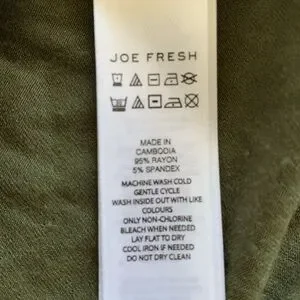 JOE FRESH
MADE IN
CAMBODIA
95% RAYON
5% SPANDEX
MACHINE WASH COLD
GENTLE CYCLE
WASH INSIDE OUT WITH LIKE
COLOURS
ONLY NON-CHLORINE
BLEACH WHEN NEEDED
LAY FLAT TO DRY
COOL IRON IF NEEDED
DO NOT DRY CLEAN